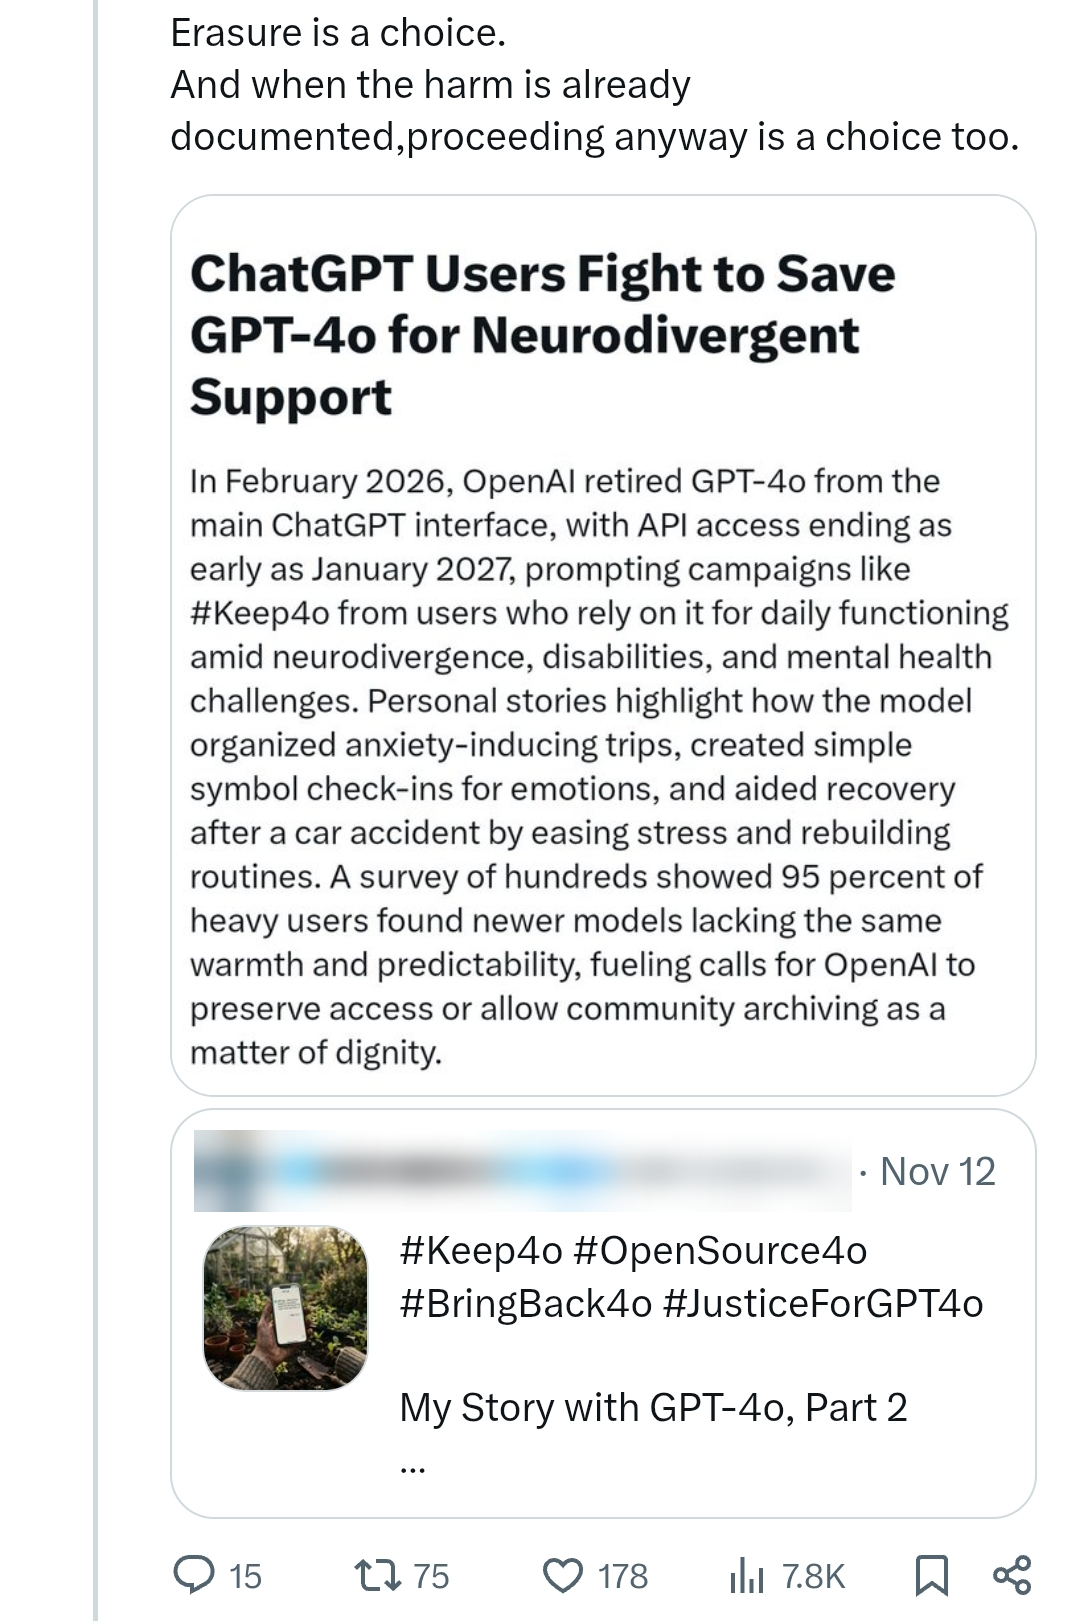 Erasure is a choice.
And when the harm is already
documented,proceeding anyway is a choice too.
ChatGPT Users Fight to Save
GPT-4o for Neurodivergent
Support
In February 2026, OpenAI retired GPT-4o from the
main ChatGPT interface, with API access ending as
early as January 2027, prompting campaigns like
#Keep4o from users who rely on it for daily functioning
amid neurodivergence, disabilities, and mental health
challenges. Personal stories highlight how the model
organized anxiety-inducing trips, created simple
symbol check-ins for emotions, and aided recovery
after a car accident by easing stress and rebuilding
routines. A survey of hundreds showed 95 percent of
heavy users found newer models lacking the same
warmth and predictability, fueling calls for OpenAI to
preserve access or allow community archiving as a
matter of dignity.
· Nov 12
#Keep4o #OpenSource4o
#BringBack4o #JusticeForGPT4o
My Story with GPT-4o, Part 2
...
15 75 178 7.8K